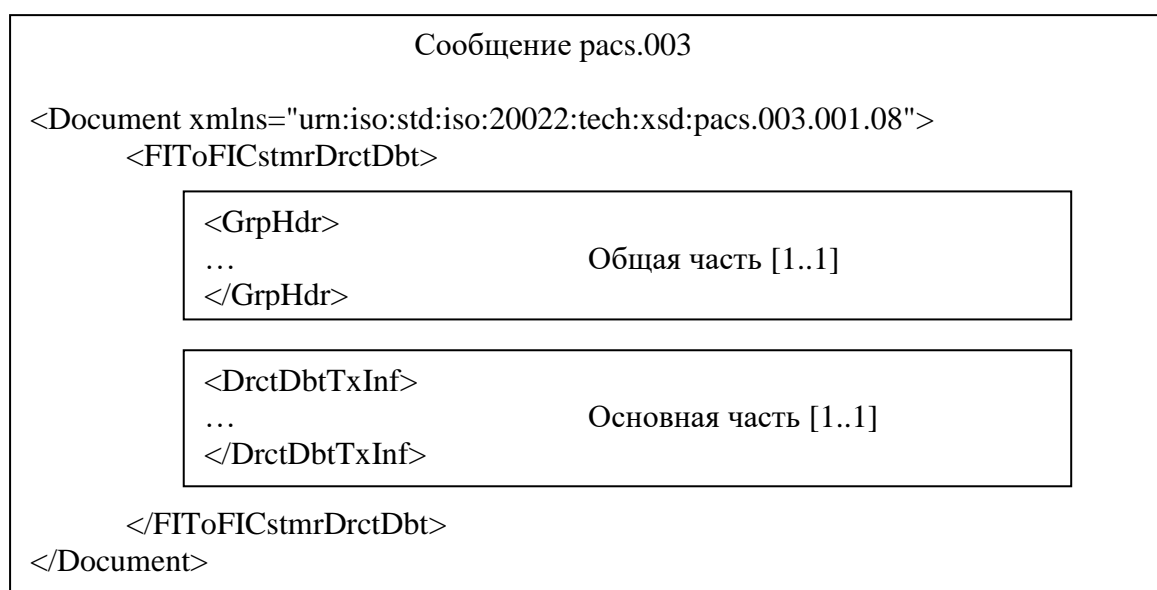 Сообщение pacs.003
<Document xmlns="urn:iso:std:iso:20022:tech:xsd:pacs.003.001.08">
<FIToFICstmrDrctDbt>
<GrpHdr>
… Общая часть [1..1]
</GrpHdr>
<DrctDbtTxInf>
… Основная часть [1..1]
</DrctDbtTxInf>
</FIToFICstmrDrctDbt>
</Document>